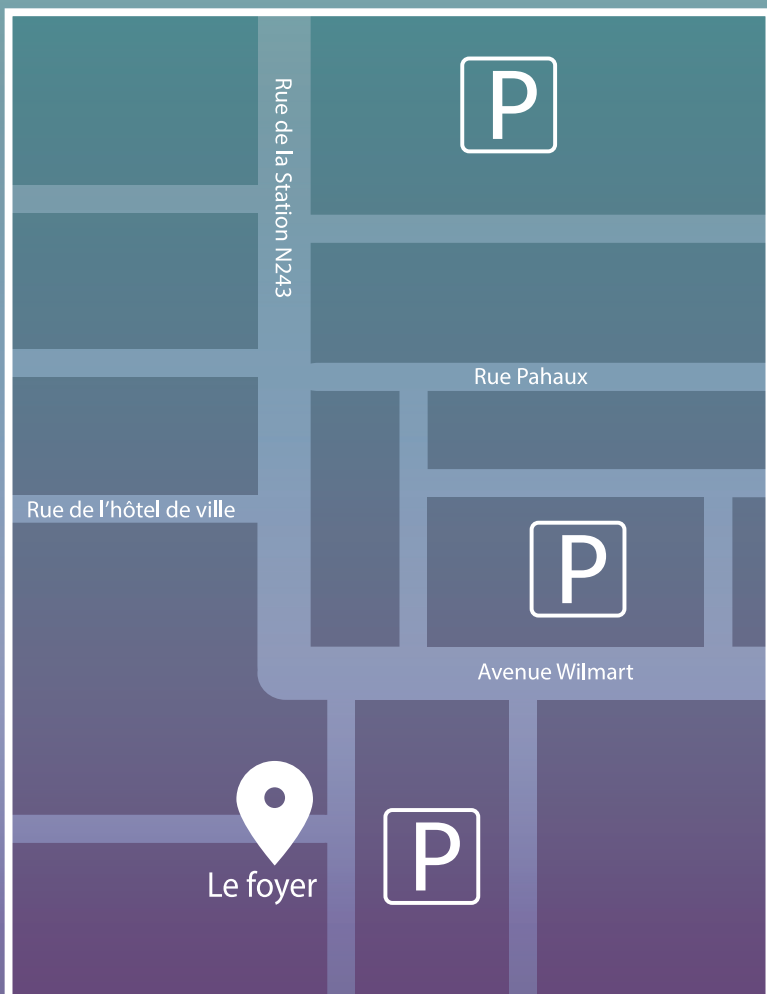 P
Rue de la Station N243
Rue Pahaux
Rue de l'hôtel de ville
P
Avenue Wilmart
P
Le foyer